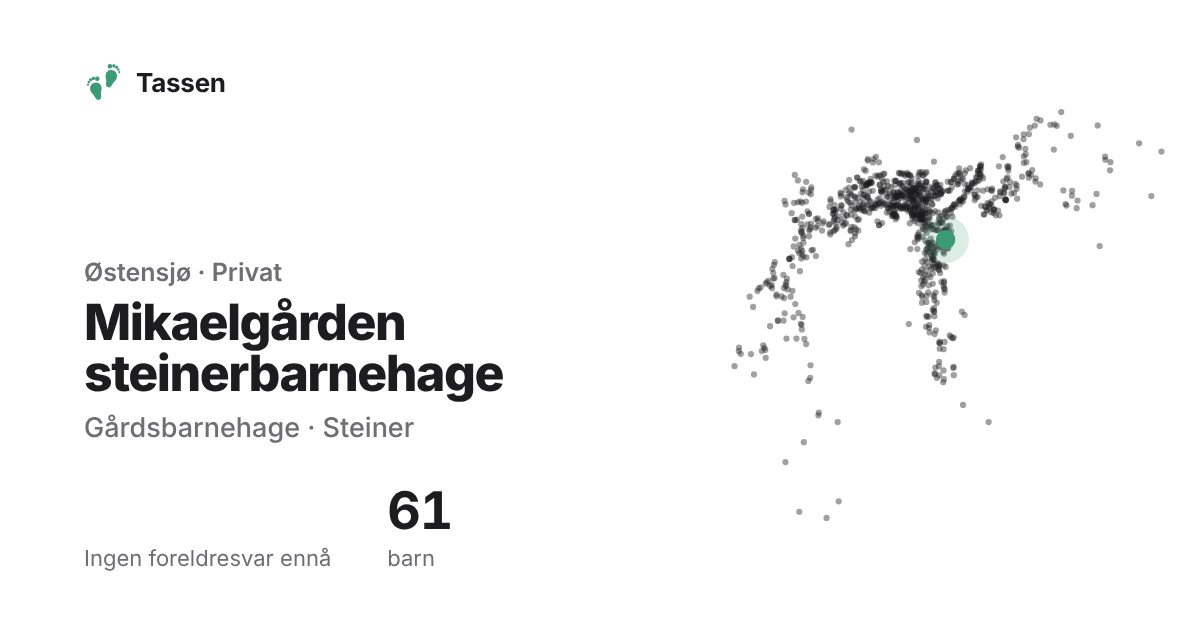 Tassen
Østensjø · Privat
Mikaelgården
steinerbarnehage
Gårdsbarnehage · Steiner
Ingen foreldresvar ennå
61
barn